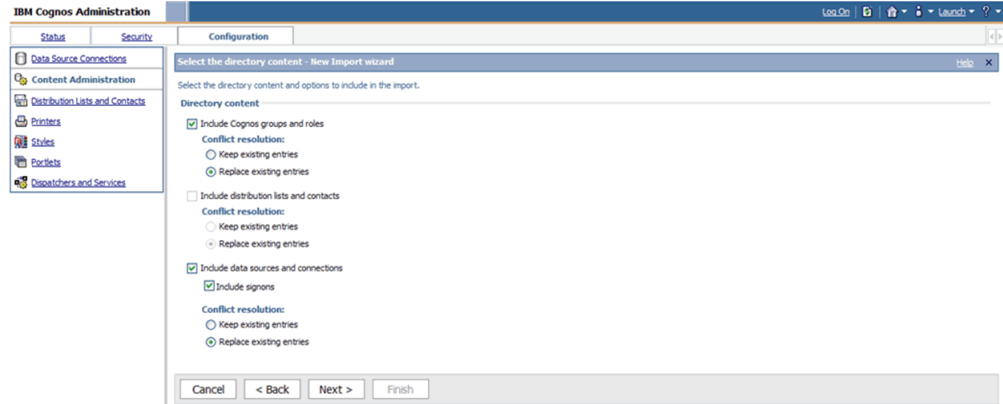 IBM Cognos Administration
Log On
Launch
?
Status
Security
Configuration
Data Source Connections
Content Administration
Distribution Lists and Contacts
Printers
Styles
Portlets
Dispatchers and Services
Select the directory content - New Import wizard
Help
Select the directory content and options to include in the import.
Directory content
Include Cognos groups and roles
Conflict resolution:
Keep existing entries
Replace existing entries
Include distribution lists and contacts
Conflict resolution:
Keep existing entries
Replace existing entries
Include data sources and connections
Include signons
Conflict resolution:
Keep existing entries
Replace existing entries
Cancel
< Back
Next >
Finish